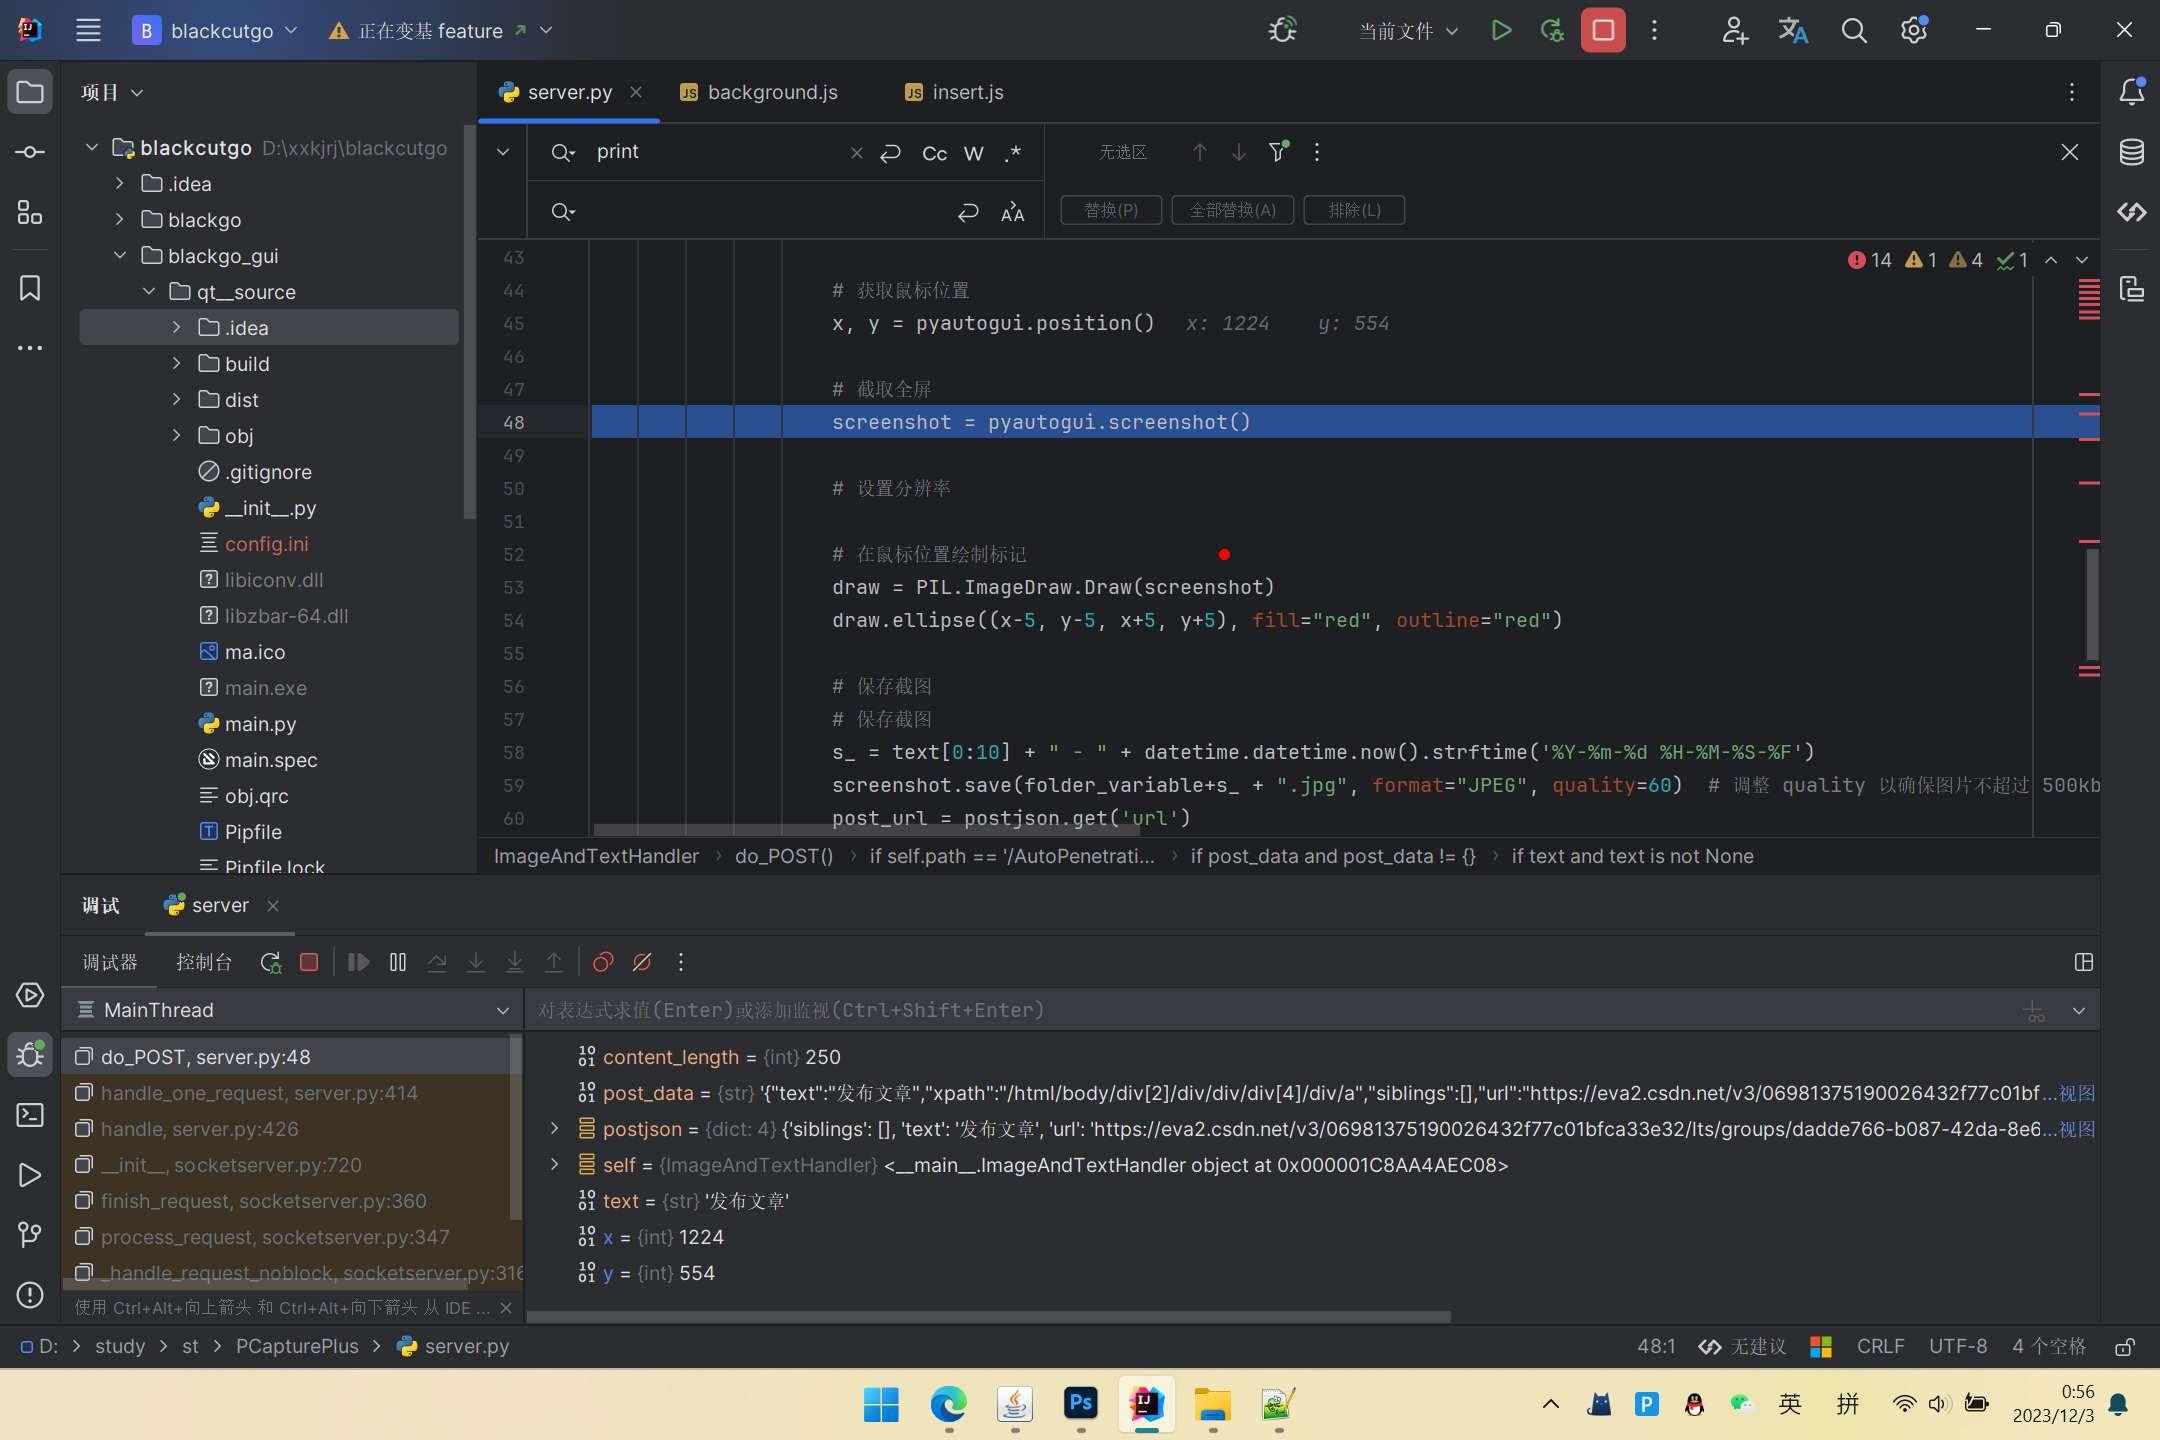 B blackcutgo 正在变基 feature 当前文件
项目
server.py background.js insert.js
print Cc W .* 无选区
替换(P) 全部替换(A) 排除(L)
blackcutgo D:\xxkjrj\blackcutgo
.idea
blackgo
blackgo_gui
qt__source
.idea
build
dist
obj
.gitignore
__init__.py
config.ini
libiconv.dll
libzbar-64.dll
ma.ico
main.exe
main.py
main.spec
obj.qrc
Pipfile
Pipfile.lock
14 1 4 1
43
44 # 获取鼠标位置
45 x, y = pyautogui.position() x: 1224 y: 554
46
47 # 截取全屏
48 screenshot = pyautogui.screenshot()
49
50 # 设置分辨率
51
52 # 在鼠标位置绘制标记
53 draw = PIL.ImageDraw.Draw(screenshot)
54 draw.ellipse((x-5, y-5, x+5, y+5), fill="red", outline="red")
55
56 # 保存截图
57 # 保存截图
58 s_ = text[0:10] + " - " + datetime.datetime.now().strftime('%Y-%m-%d %H-%M-%S-%F')
59 screenshot.save(folder_variable+s_ + ".jpg", format="JPEG", quality=60) # 调整 quality 以确保图片不超过 500kb
60 post_url = postjson.get('url')
ImageAndTextHandler do_POST() if self.path == '/AutoPenetrati... if post_data and post_data != {} if text and text is not None
调试 server
调试器 控制台
MainThread
对表达式求值(Enter)或添加监视(Ctrl+Shift+Enter)
do_POST, server.py:48
handle_one_request, server.py:414
handle, server.py:426
__init__, socketserver.py:720
finish_request, socketserver.py:360
process_request, socketserver.py:347
_handle_request_noblock, socketserver.py:316
使用 Ctrl+Alt+向上箭头 和 Ctrl+Alt+向下箭头 从 IDE ...
content_length = {int} 250
post_data = {str} '{"text":"发布文章","xpath":"/html/body/div[2]/div/div/div[4]/div/a","siblings":[],"url":"https://eva2.csdn.net/v3/06981375190026432f77c01bf...视图
postjson = {dict: 4} {'siblings': [], 'text': '发布文章', 'url': 'https://eva2.csdn.net/v3/06981375190026432f77c01bfca33e32/lts/groups/dadde766-b087-42da-8e6...视图
self = {ImageAndTextHandler} <__main__.ImageAndTextHandler object at 0x000001C8AA4AEC08>
text = {str} '发布文章'
x = {int} 1224
y = {int} 554
D: study st PCapturePlus server.py 48:1 无建议 CRLF UTF-8 4 个空格
Ps IJ P 英 拼 0:56
2023/12/3